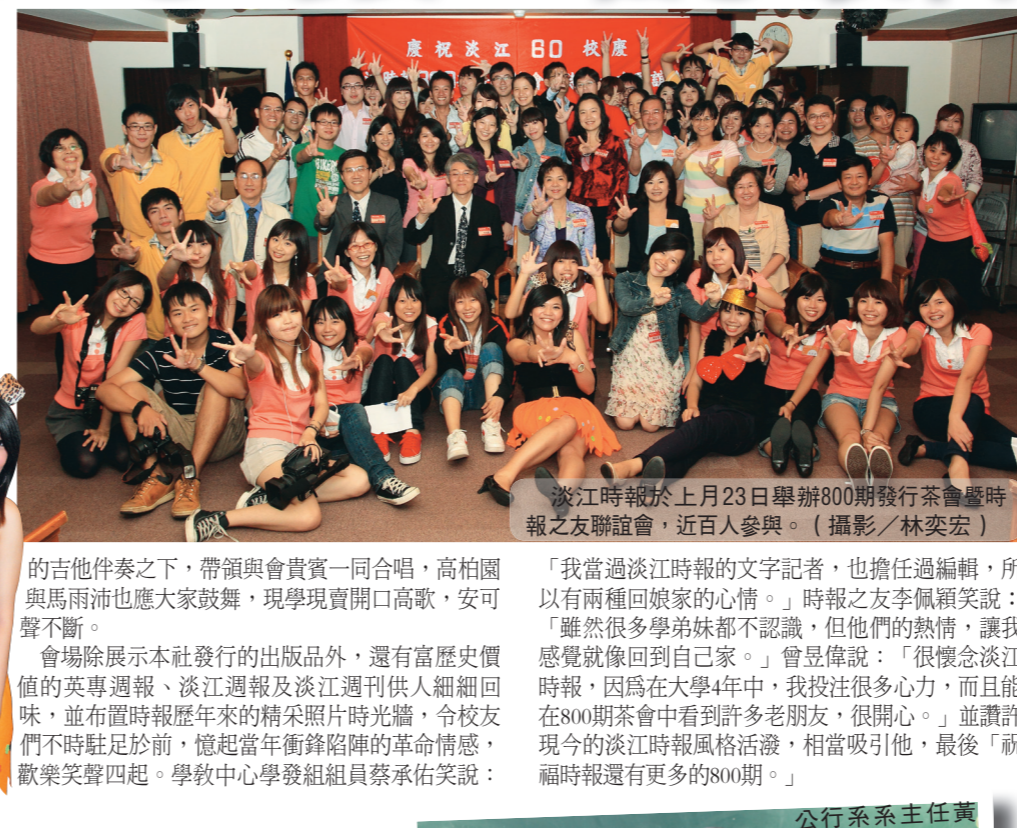 慶祝淡江60校慶
淡江時報於上月23日舉辦800期發行茶會暨時
報之友聯誼會，近百人參與。（攝影／林奕宏）
的吉他伴奏之下，帶領與會貴賓一同合唱，高柏園
與馬雨沛也應大家鼓舞，現學現賣開口高歌，安可
聲不斷。
會場除展示本社發行的出版品外，還有富歷史價
值的英專週報、淡江週報及淡江週刊供人細細回
味，並布置時報歷年來的精采照片時光牆，令校友
們不時駐足於前，憶起當年衝鋒陷陣的革命情感，
歡樂笑聲四起。學教中心學發組組員蔡承佑笑說：
「我當過淡江時報的文字記者，也擔任過編輯，所
以有兩種回娘家的心情。」時報之友李佩穎笑說：
「雖然很多學弟妹都不認識，但他們的熱情，讓我
感覺就像回到自己家。」曾昱偉說：「很懷念淡江
時報，因為在大學4年中，我投注很多心力，而且能
在800期茶會中看到許多老朋友，很開心。」並讚許
現今的淡江時報風格活潑，相當吸引他，最後「祝
福時報還有更多的800期。」
公行系系主任黃